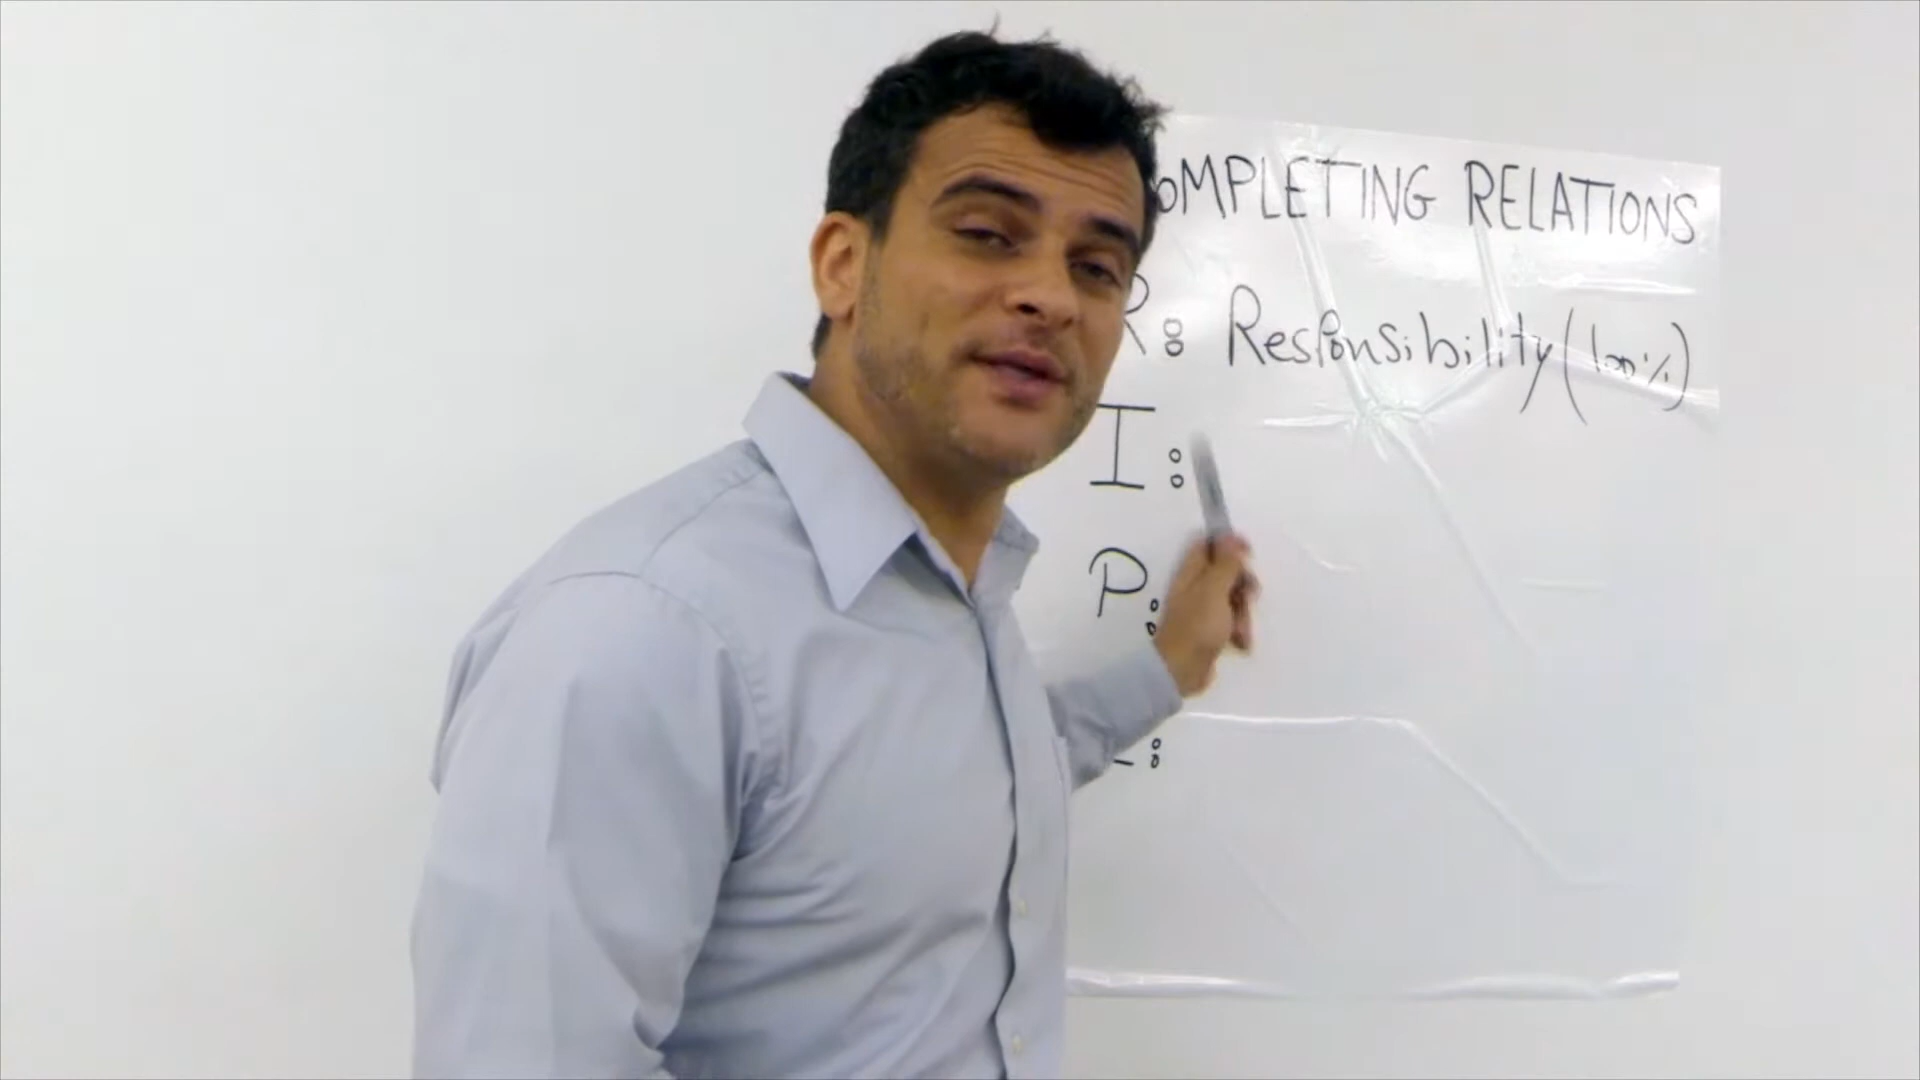 OMPLETING RELATIONS
R: Responsibility (100%)
I:
P:
: